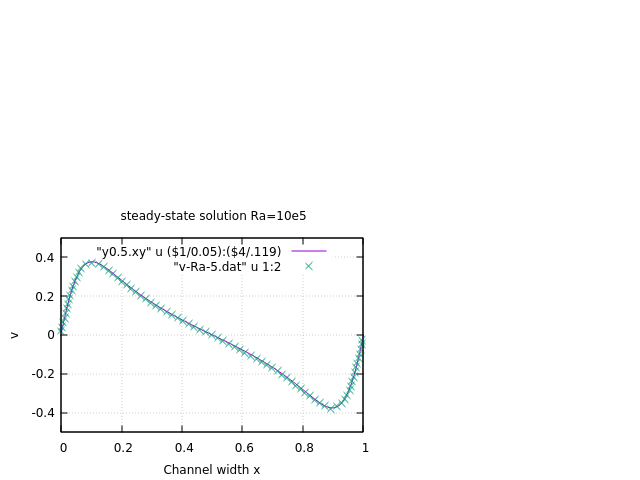 steady-state solution Ra=10e5
"y0.5.xy" u ($1/0.05):($4/.119)
"v-Ra-5.dat" u 1:2
0.4
0.2
0
-0.2
-0.4
v
0 0.2 0.4 0.6 0.8 1
Channel width x